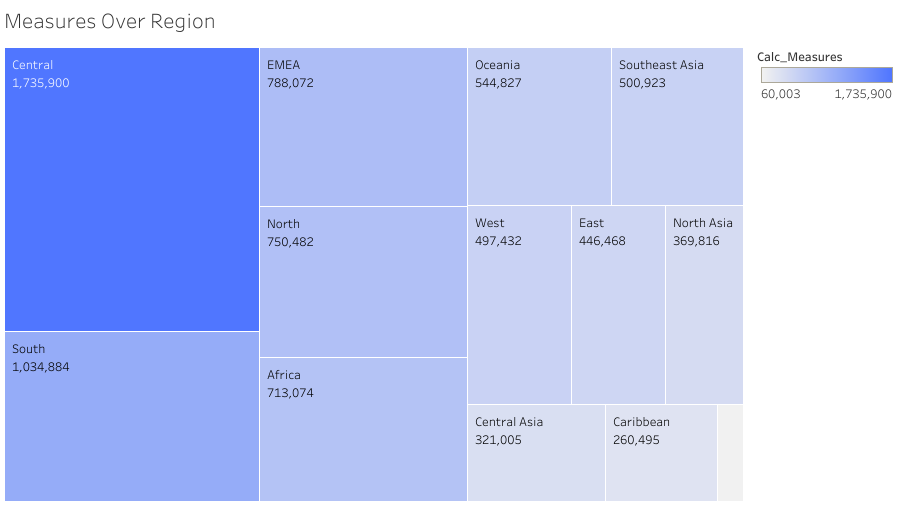 Measures Over Region
Central
1,735,900
South
1,034,884
EMEA
788,072
North
750,482
Africa
713,074
Oceania
544,827
Southeast Asia
500,923
West
497,432
East
446,468
North Asia
369,816
Central Asia
321,005
Caribbean
260,495
Calc_Measures
60,003
1,735,900